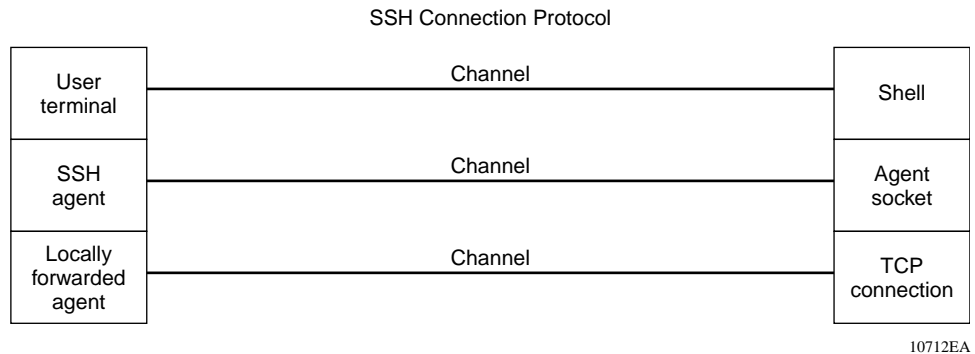 SSH Connection Protocol
User
terminal
Channel
Shell
SSH
agent
Channel
Agent
socket
Locally
forwarded
agent
Channel
TCP
connection
10712EA